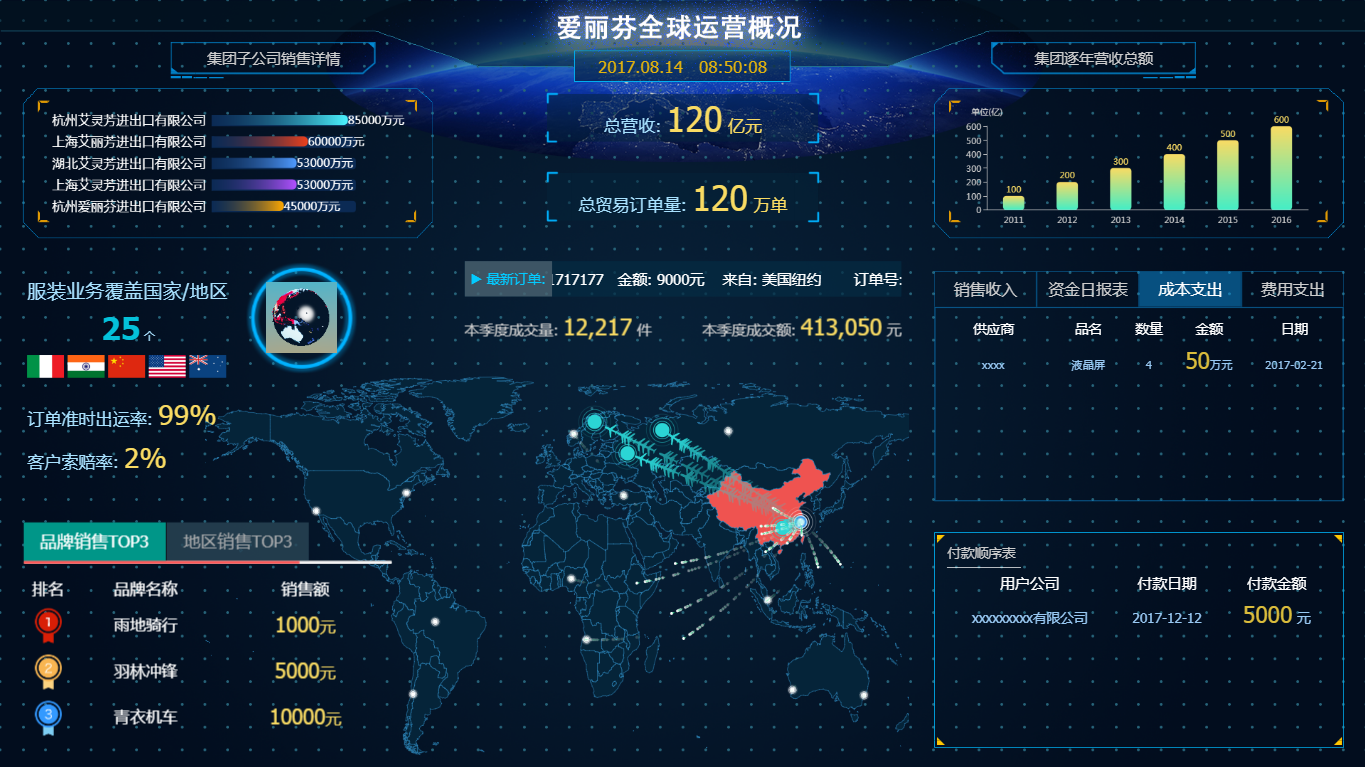 爱丽芬全球运营概况
2017.08.14 08:50:08
集团子公司销售详情
杭州艾灵芳进出口有限公司 85000万元
上海艾丽芳进出口有限公司 60000万元
湖北艾灵芳进出口有限公司 53000万元
上海艾灵芳进出口有限公司 53000万元
杭州爱丽芬进出口有限公司 45000万元
总营收: 120 亿元
总贸易订单量: 120 万单
集团逐年营收总额
单位(亿)
600
500
400
300
200
100
0
100 200 300 400 500 600
2011 2012 2013 2014 2015 2016
服装业务覆盖国家/地区
25 个
订单准时出运率: 99%
客户索赔率: 2%
最新订单: 1717177 金额: 9000元 来自: 美国纽约 订单号:
本季度成交量: 12,217 件 本季度成交额: 413,050 元
销售收入 资金日报表 成本支出 费用支出
供应商 品名 数量 金额 日期
xxxx 液晶屏 4 50万元 2017-02-21
品牌销售TOP3 地区销售TOP3
排名 品牌名称 销售额
1 雨地骑行 1000元
2 羽林冲锋 5000元
3 青衣机车 10000元
付款顺序表
用户公司 付款日期 付款金额
xxxxxxxxx有限公司 2017-12-12 5000 元